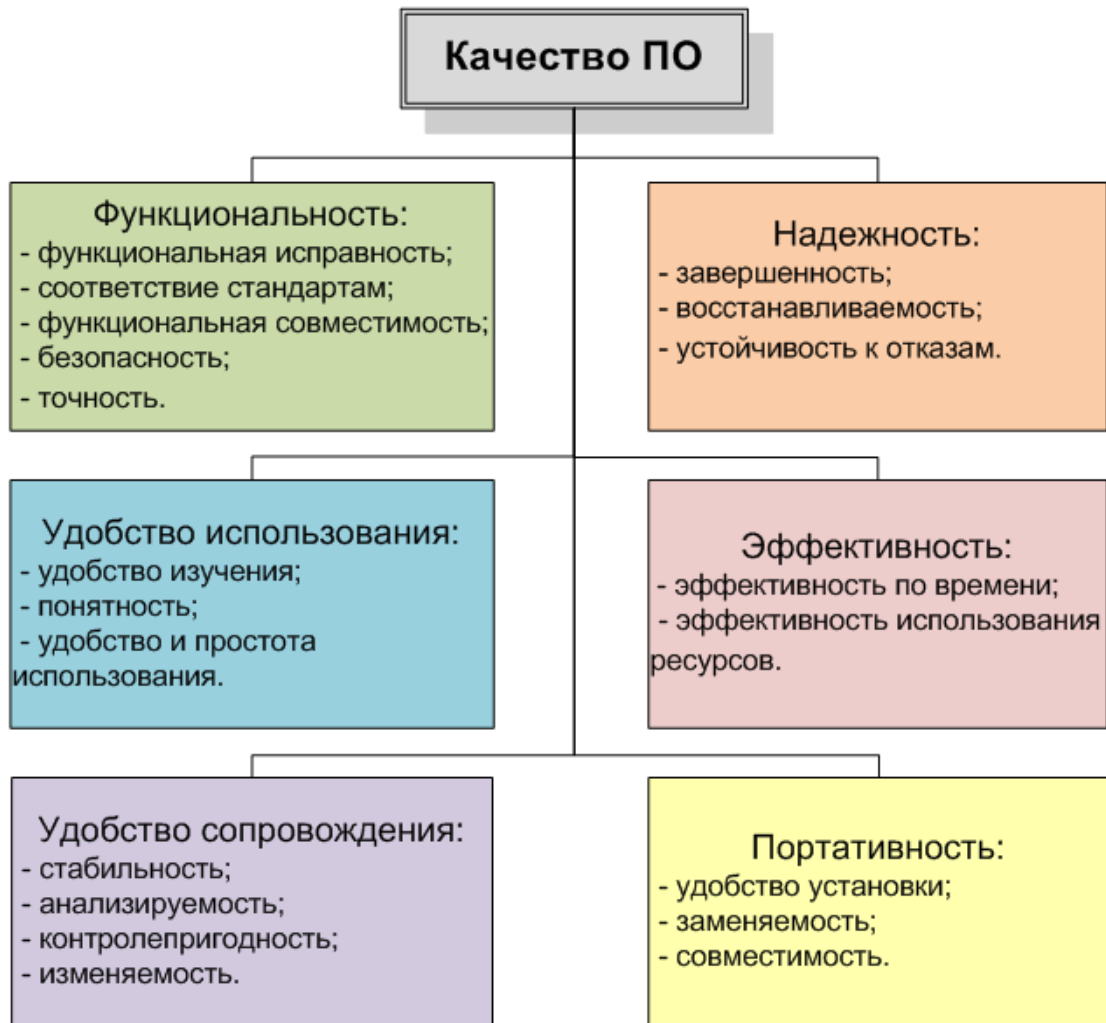 Качество ПО
Функциональность:
- функциональная исправность;
- соответствие стандартам;
- функциональная совместимость;
- безопасность;
- точность.
Надежность:
- завершенность;
- восстанавливаемость;
- устойчивость к отказам.
Удобство использования:
- удобство изучения;
- понятность;
- удобство и простота
использования.
Эффективность:
- эффективность по времени;
- эффективность использования
ресурсов.
Удобство сопровождения:
- стабильность;
- анализируемость;
- контролепригодность;
- изменяемость.
Портативность:
- удобство установки;
- заменяемость;
- совместимость.